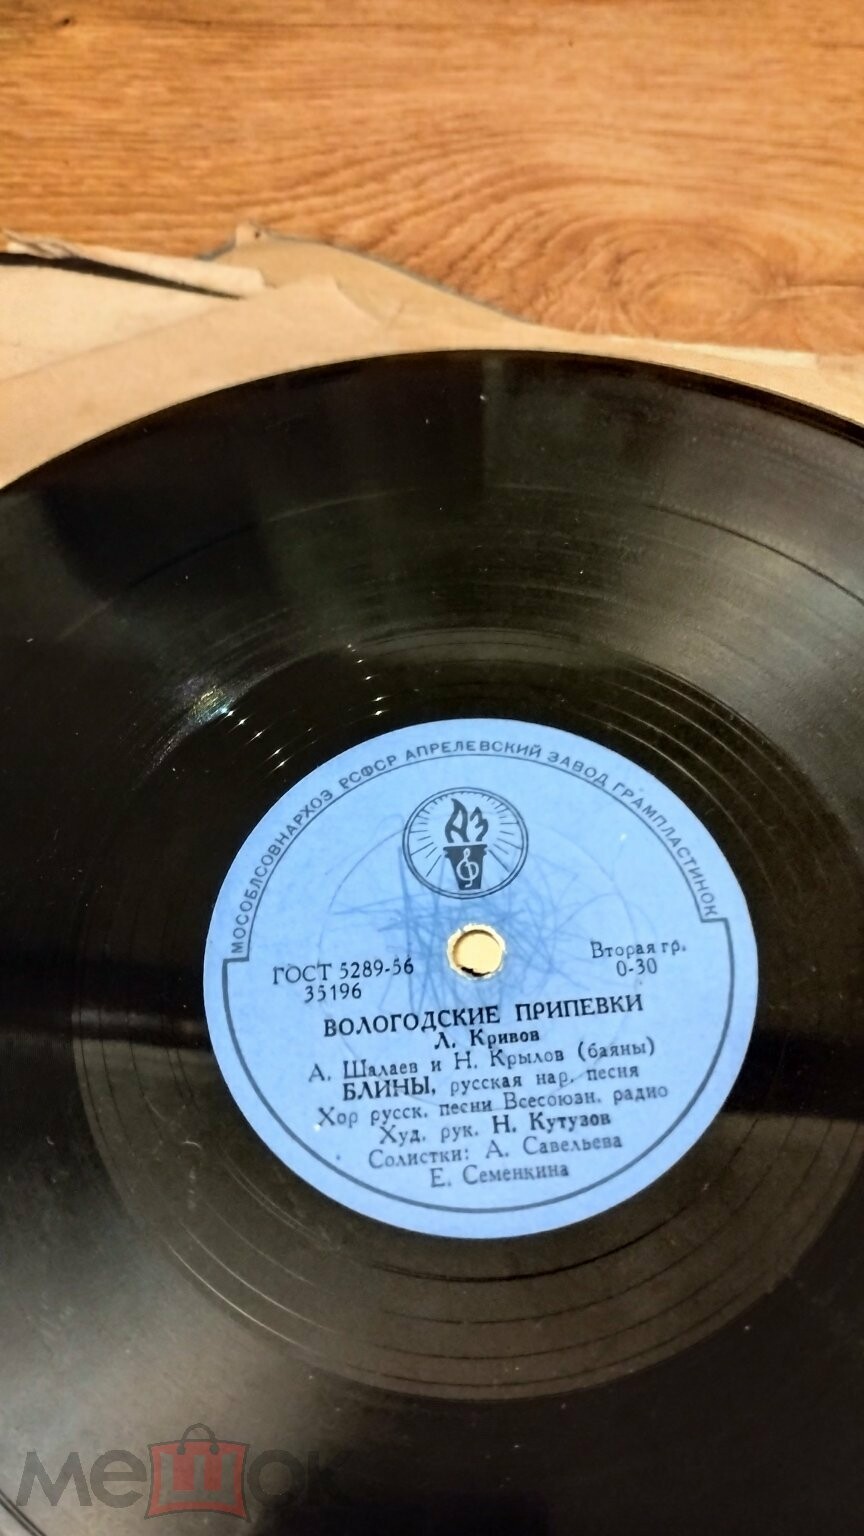 МОСОБЛСОВНАРХОЗ РСФСР АПРЕЛЕВСКИЙ ЗАВОД ГРАМПЛАСТИНОК
АЗ
ГОСТ 5289-56
35196
Вторая гр.
0-30
ВОЛОГОДСКИЕ ПРИПЕВКИ
Л. Кривов
А. Шалаев и Н. Крылов (баяны)
БЛИНЫ, русская нар. песня
Хор русск. песни Всесоюзн. радио
Худ. рук. Н. Кутузов
Солистки: А. Савельева
Е. Семенкина
мешок